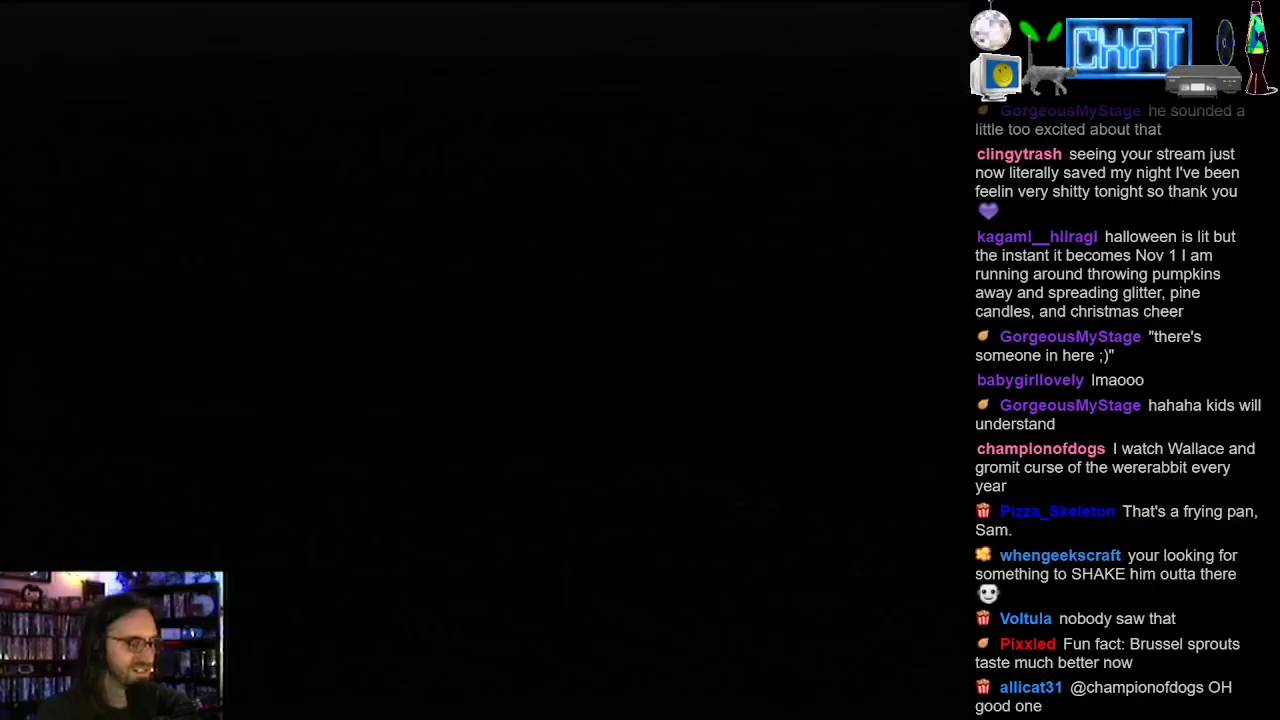 CHAT
GorgeousMyStage he sounded a
little too excited about that
clingytrash seeing your stream just
now literally saved my night I've been
feelin very shitty tonight so thank you
kagami__hiiragi halloween is lit but
the instant it becomes Nov 1 I am
running around throwing pumpkins
away and spreading glitter, pine
candles, and christmas cheer
GorgeousMyStage "there's
someone in here ;)"
babygirllovely lmaooo
GorgeousMyStage hahaha kids will
understand
championofdogs I watch Wallace and
gromit curse of the wererabbit every
year
Pizza_Skeleton That's a frying pan,
Sam.
whengeekscraft your looking for
something to SHAKE him outta there
Voltula nobody saw that
Pixxled Fun fact: Brussel sprouts
taste much better now
allicat31 @championofdogs OH
good one